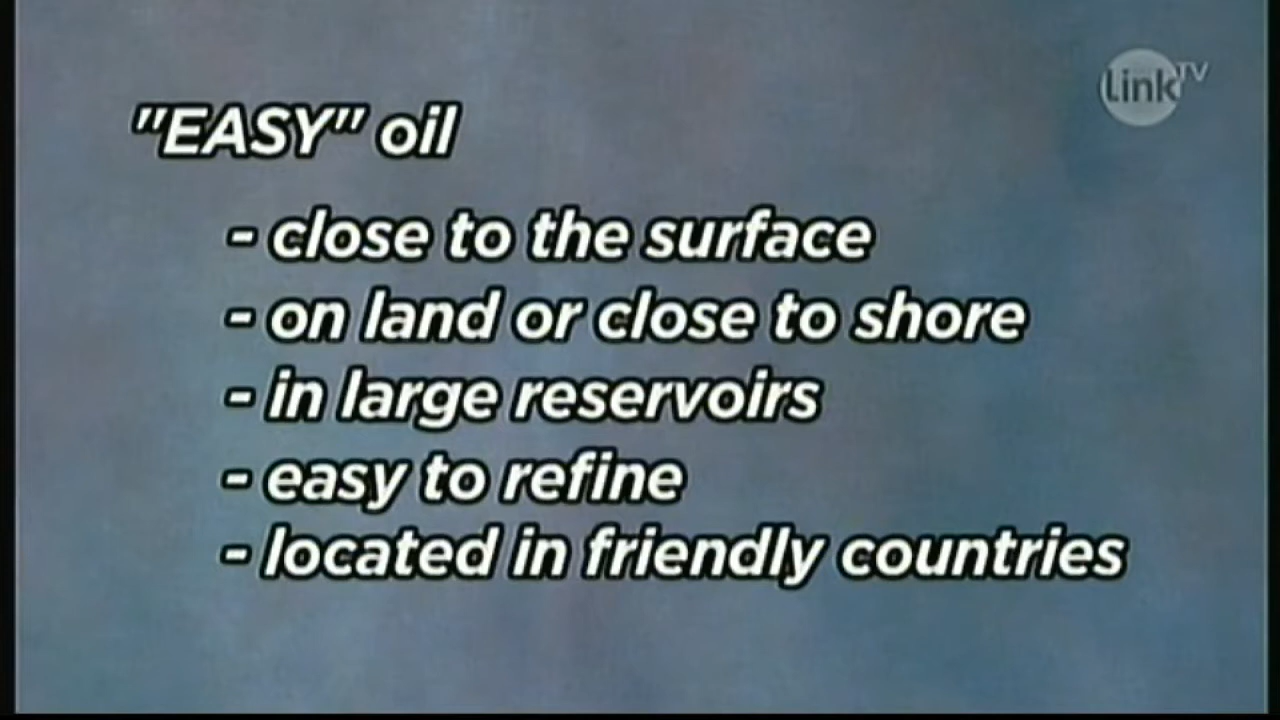 Link TV
"EASY" oil
- close to the surface
- on land or close to shore
- in large reservoirs
- easy to refine
- located in friendly countries